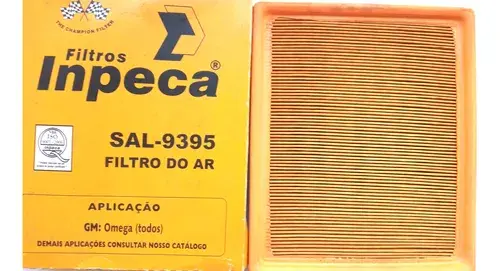 THE CHAMPION FILTER
Filtros
Inpeca®
ISO
SAL-9395
FILTRO DO AR
APLICAÇÃO
GM: Omega (todos)
DEMAIS APLICAÇÕES CONSULTAR NOSSO CATÁLOGO